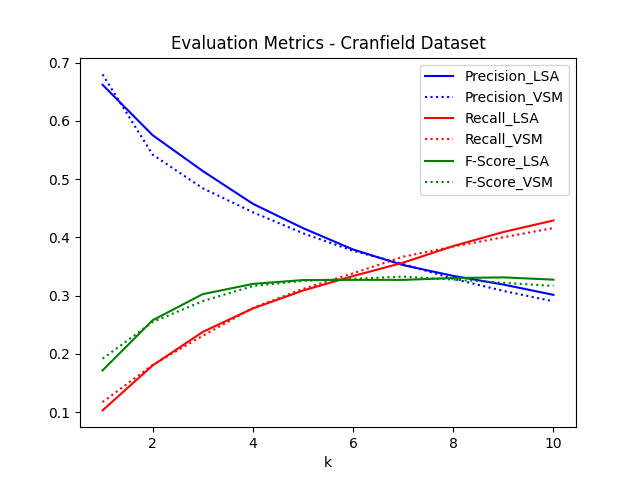 Evaluation Metrics - Cranfield Dataset
0.7
0.6
0.5
0.4
0.3
0.2
0.1
Precision_LSA
Precision_VSM
Recall_LSA
Recall_VSM
F-Score_LSA
F-Score_VSM
2 4 6 8 10
k